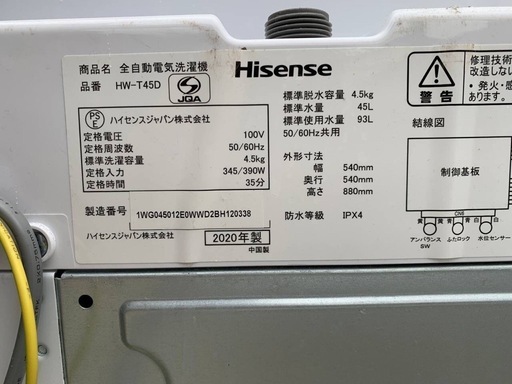 商品名 全自動電気洗濯機
品番 HW-T45D
JQA
Hisense
PS
E
ハイセンスジャパン株式会社
定格電圧 100V
定格周波数 50/60Hz
標準洗濯容量 4.5kg
定格入力 345/390W
定格時間 35分
製造番号 1WG045012E0WWD2BH120338
ハイセンスジャパン株式会社
2020年製
中国製
標準脱水容量 4.5kg
標準水量 45L
標準使用水量 93L
50/60Hz共用
外形寸法
幅 540mm
奥行 540mm
高さ 880mm
防水等級 IPX4
警告
修理技術
改造しない
・発火・感
あります。
結線図
制御基板
CN6
青 白 青 青 白
アンバランス
SW
ふたロック
水位センサー